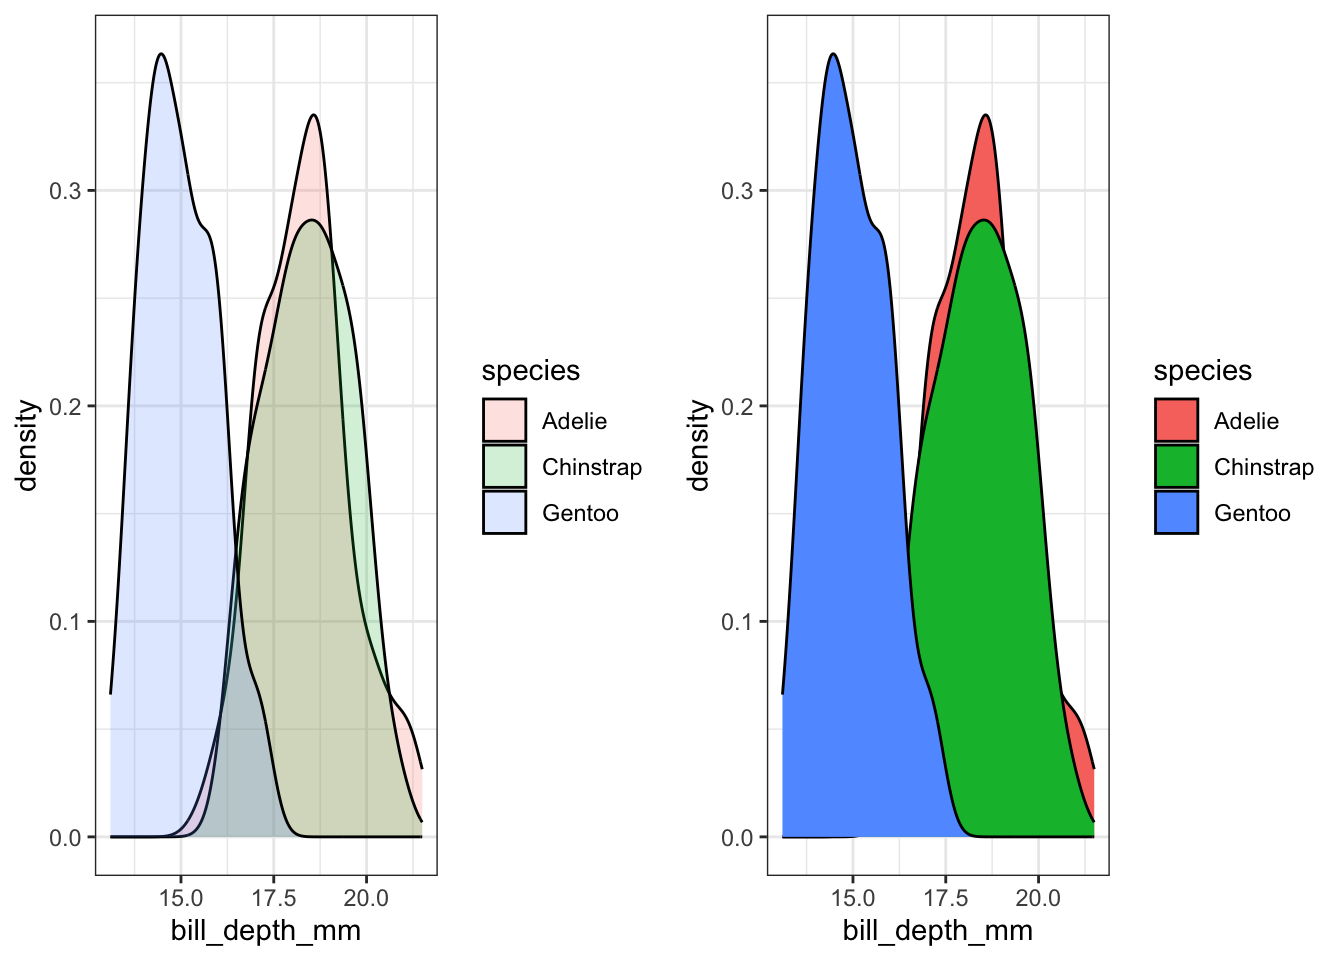 0.3
0.2
0.1
0.0
density
15.0 17.5 20.0
bill_depth_mm
species
Adelie
Chinstrap
Gentoo
0.3
0.2
0.1
0.0
density
15.0 17.5 20.0
bill_depth_mm
species
Adelie
Chinstrap
Gentoo